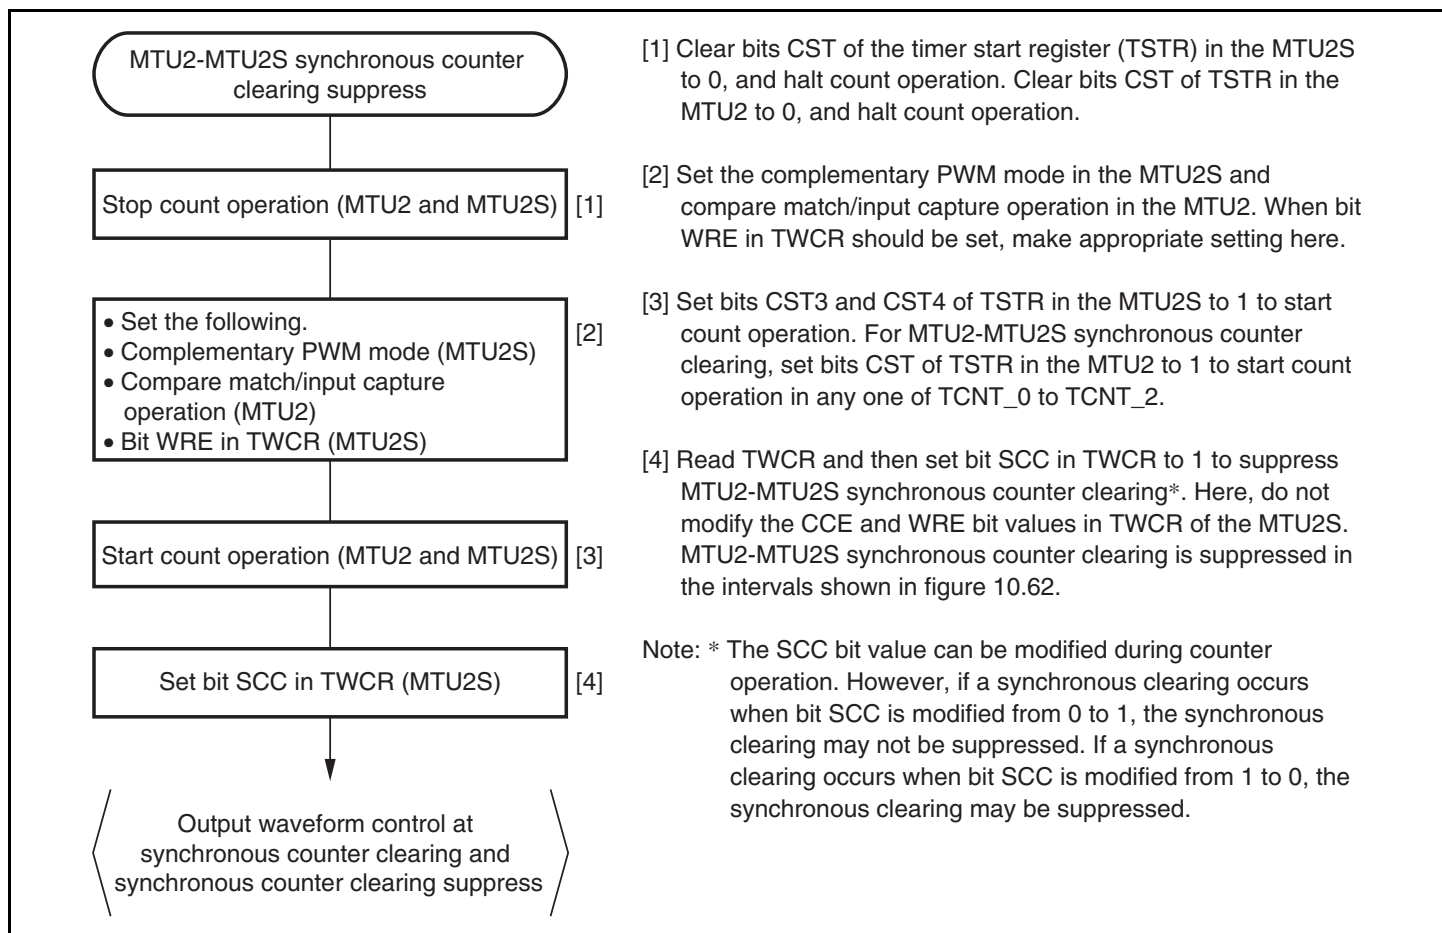 MTU2-MTU2S synchronous counter
clearing suppress
Stop count operation (MTU2 and MTU2S)
[1]
• Set the following.
• Complementary PWM mode (MTU2S)
• Compare match/input capture
operation (MTU2)
• Bit WRE in TWCR (MTU2S)
[2]
Start count operation (MTU2 and MTU2S)
[3]
Set bit SCC in TWCR (MTU2S)
[4]
Output waveform control at
synchronous counter clearing and
synchronous counter clearing suppress
[1] Clear bits CST of the timer start register (TSTR) in the MTU2S
to 0, and halt count operation. Clear bits CST of TSTR in the
MTU2 to 0, and halt count operation.
[2] Set the complementary PWM mode in the MTU2S and
compare match/input capture operation in the MTU2. When bit
WRE in TWCR should be set, make appropriate setting here.
[3] Set bits CST3 and CST4 of TSTR in the MTU2S to 1 to start
count operation. For MTU2-MTU2S synchronous counter
clearing, set bits CST of TSTR in the MTU2 to 1 to start count
operation in any one of TCNT_0 to TCNT_2.
[4] Read TWCR and then set bit SCC in TWCR to 1 to suppress
MTU2-MTU2S synchronous counter clearing*. Here, do not
modify the CCE and WRE bit values in TWCR of the MTU2S.
MTU2-MTU2S synchronous counter clearing is suppressed in
the intervals shown in figure 10.62.
Note: * The SCC bit value can be modified during counter
operation. However, if a synchronous clearing occurs
when bit SCC is modified from 0 to 1, the synchronous
clearing may not be suppressed. If a synchronous
clearing occurs when bit SCC is modified from 1 to 0, the
synchronous clearing may be suppressed.